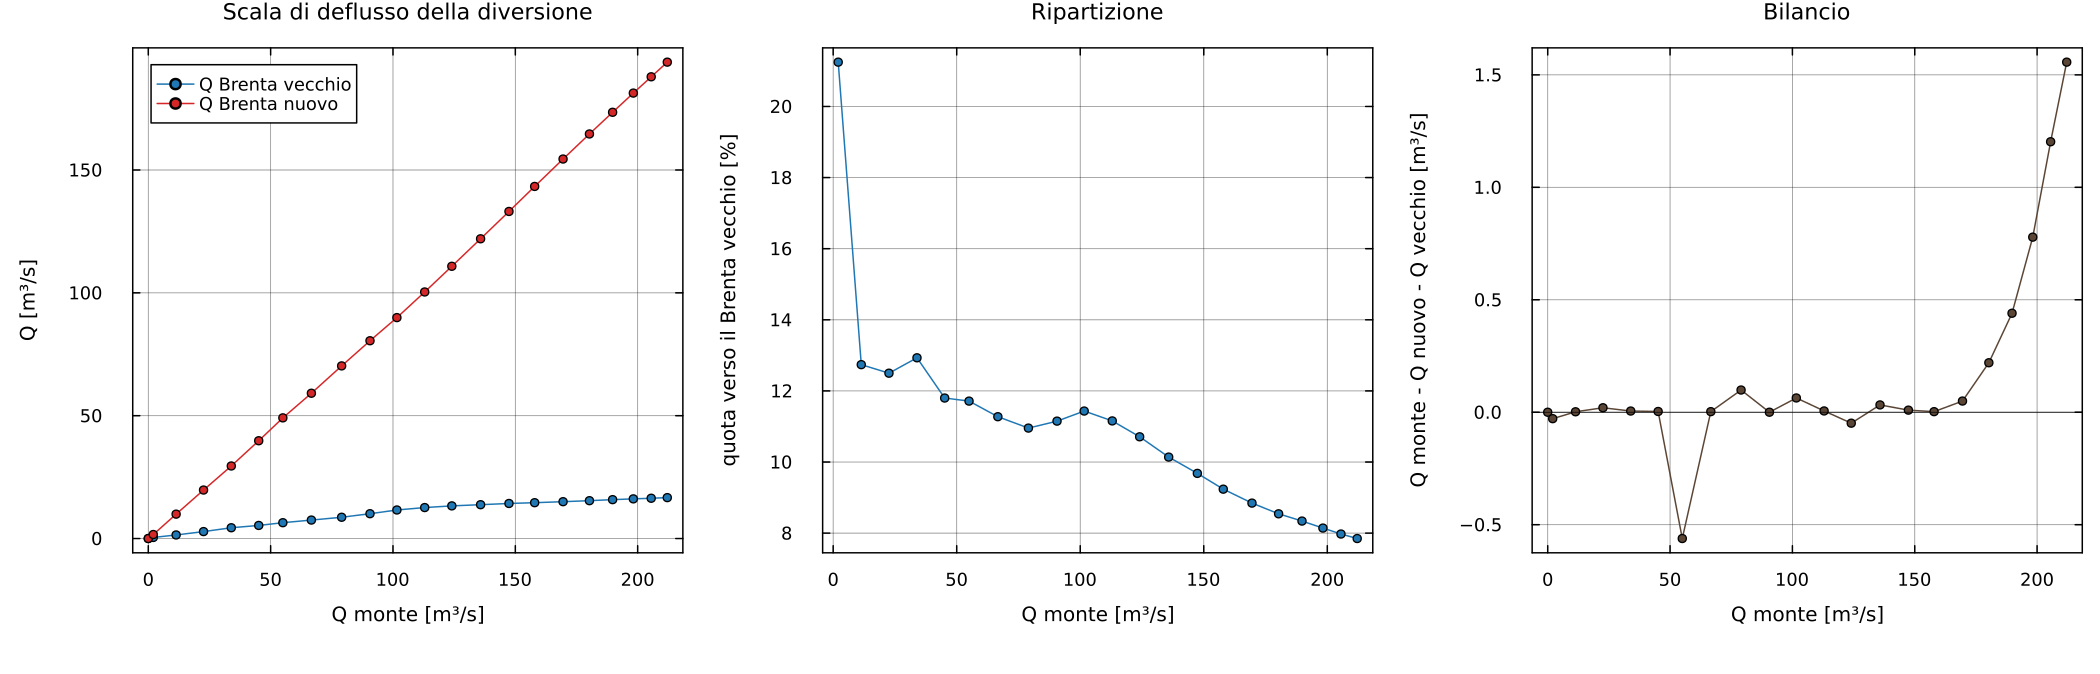 Scala di deflusso della diversione
Q Brenta vecchio
Q Brenta nuovo
Q [m³/s]
150
100
50
0
0 50 100 150 200
Q monte [m³/s]
Ripartizione
quota verso il Brenta vecchio [%]
20
18
16
14
12
10
8
0 50 100 150 200
Q monte [m³/s]
Bilancio
Q monte - Q nuovo - Q vecchio [m³/s]
1.5
1.0
0.5
0.0
−0.5
0 50 100 150 200
Q monte [m³/s]